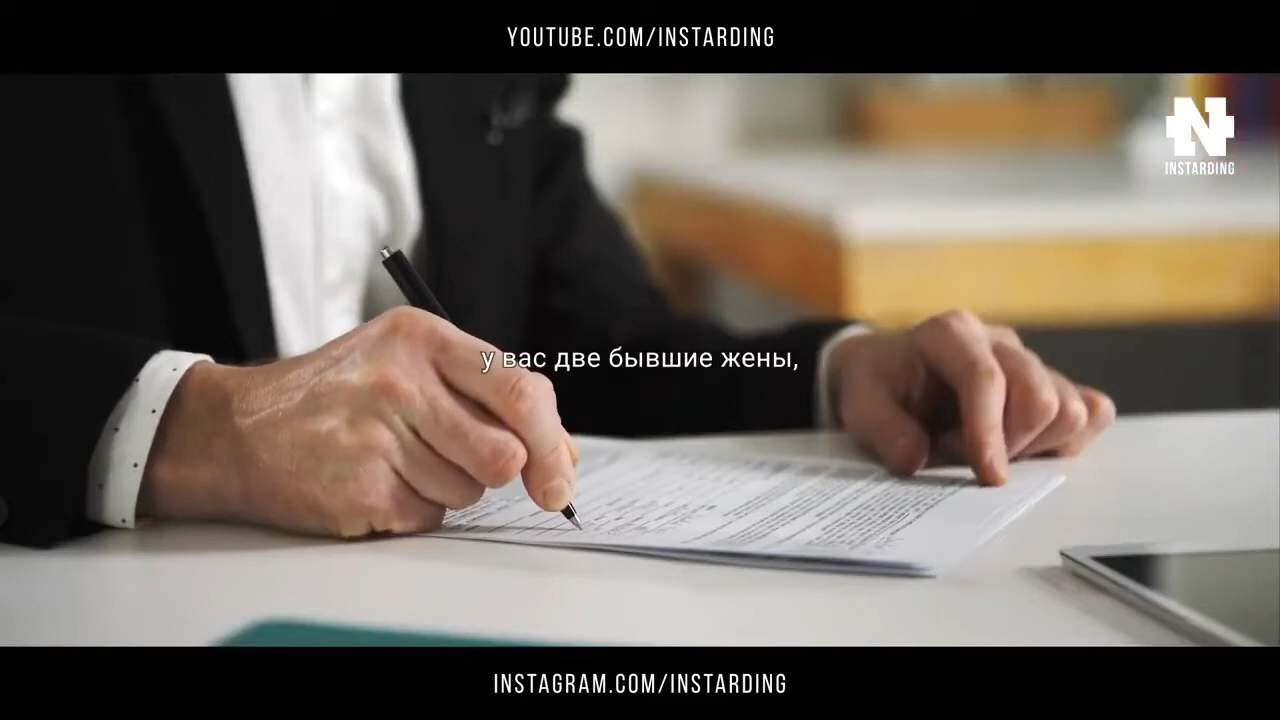 YOUTUBE.COM/INSTARDING
N
INSTARDING
у вас две бывшие жены,
INSTAGRAM.COM/INSTARDING